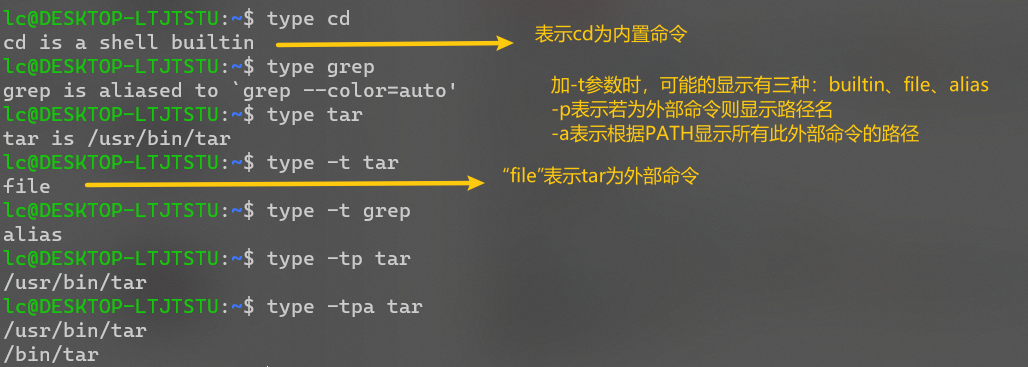 lc@DESKTOP-LTJTSTU:~$ type cd
cd is a shell builtin
表示cd为内置命令
lc@DESKTOP-LTJTSTU:~$ type grep
grep is aliased to `grep --color=auto'
加-t参数时，可能的显示有三种：builtin、file、alias
-p表示若为外部命令则显示路径名
-a表示根据PATH显示所有此外部命令的路径
lc@DESKTOP-LTJTSTU:~$ type tar
tar is /usr/bin/tar
lc@DESKTOP-LTJTSTU:~$ type -t tar
file
“file”表示tar为外部命令
lc@DESKTOP-LTJTSTU:~$ type -t grep
alias
lc@DESKTOP-LTJTSTU:~$ type -tp tar
/usr/bin/tar
lc@DESKTOP-LTJTSTU:~$ type -tpa tar
/usr/bin/tar
/bin/tar